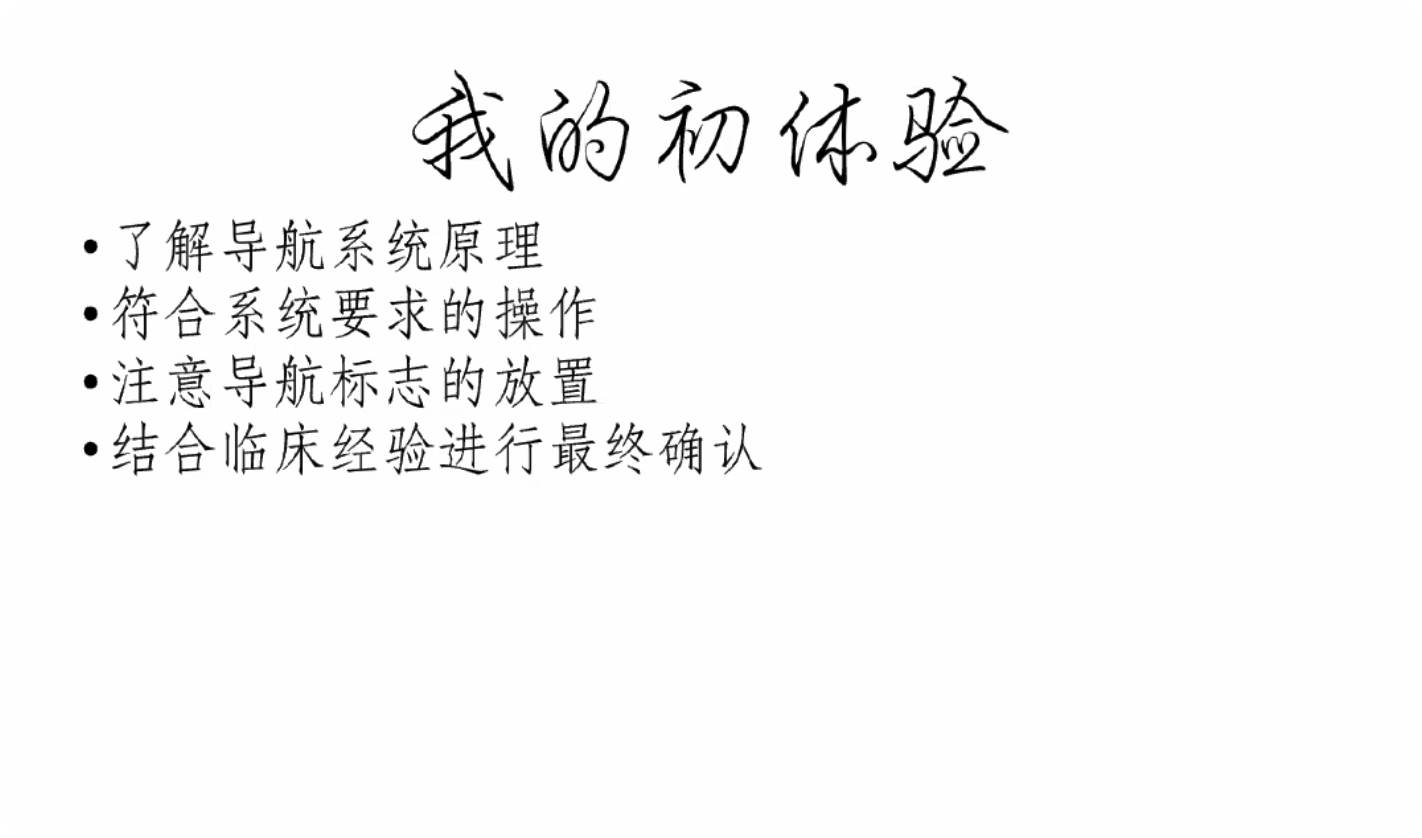 我的初体验
•了解导航系统原理
•符合系统要求的操作
•注意导航标志的放置
•结合临床经验进行最终确认